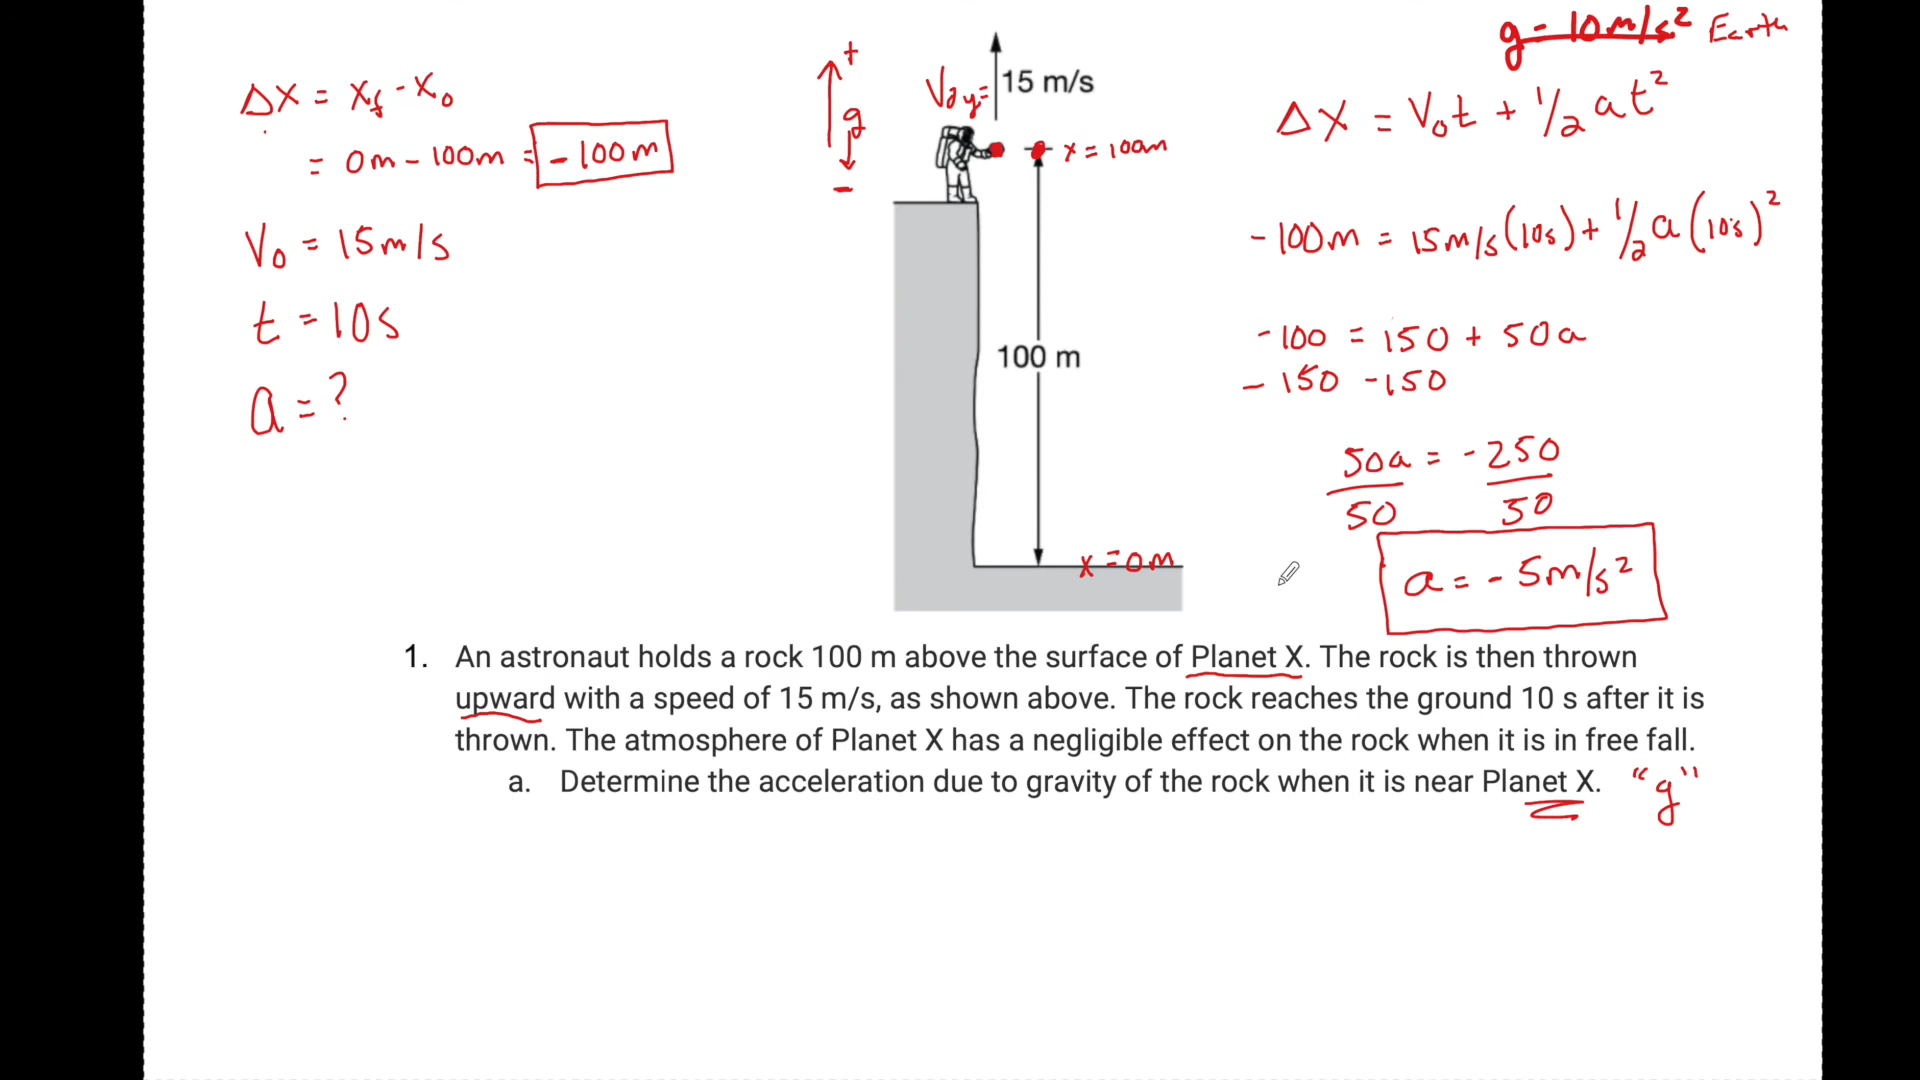 g = 10m/s² Earth
Δx = xf - x₀
= 0m - 100m = -100m
V₀ = 15m/s
t = 10s
a = ?
+
g
-
V₀y = 15 m/s
x = 100m
100 m
x = 0m
Δx = V₀t + 1/2 at²
-100m = 15m/s(10s) + 1/2 a(10s)²
-100 = 150 + 50a
-150 -150
50a = -250
50 50
a = -5m/s²
1. An astronaut holds a rock 100 m above the surface of Planet X. The rock is then thrown
upward with a speed of 15 m/s, as shown above. The rock reaches the ground 10 s after it is
thrown. The atmosphere of Planet X has a negligible effect on the rock when it is in free fall.
a. Determine the acceleration due to gravity of the rock when it is near Planet X. "g"